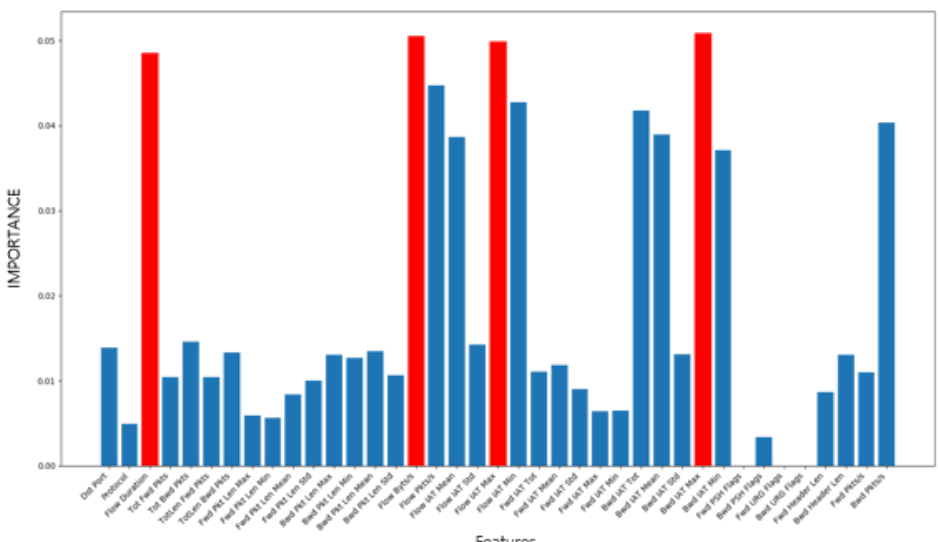 0.05
0.04
0.03
0.02
0.01
0.00
IMPORTANCE
Dst Port
Protocol
Flow Duration
Tot Fwd Pkts
Tot Bwd Pkts
TotLen Fwd Pkts
TotLen Bwd Pkts
Fwd Pkt Len Max
Fwd Pkt Len Min
Fwd Pkt Len Mean
Fwd Pkt Len Std
Bwd Pkt Len Max
Bwd Pkt Len Min
Bwd Pkt Len Mean
Bwd Pkt Len Std
Flow Byts/s
Flow Pkts/s
Flow IAT Mean
Flow IAT Std
Flow IAT Max
Flow IAT Min
Fwd IAT Tot
Fwd IAT Mean
Fwd IAT Std
Fwd IAT Max
Fwd IAT Min
Bwd IAT Tot
Bwd IAT Mean
Bwd IAT Std
Bwd IAT Max
Bwd IAT Min
Fwd PSH Flags
Bwd PSH Flags
Fwd URG Flags
Bwd URG Flags
Fwd Header Len
Bwd Header Len
Fwd Pkts/s
Bwd Pkts/s
Features